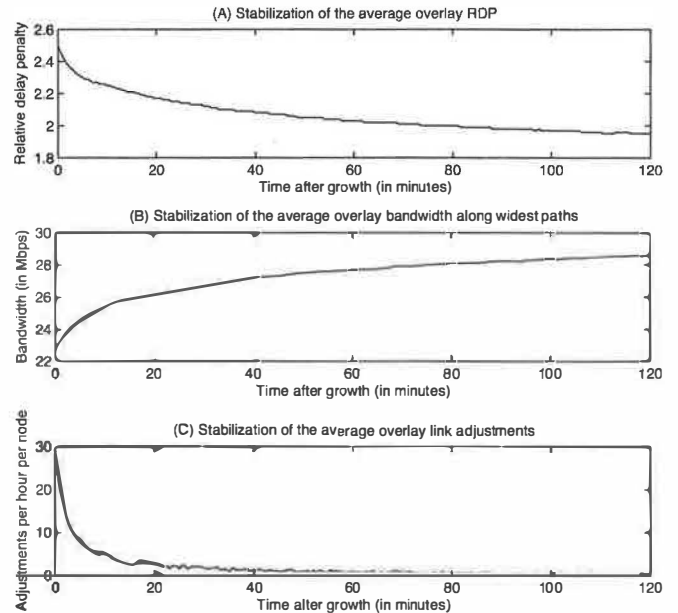 (A) Stabilization of the average overlay RDP
Relative delay penalty
2.6
2.4
2.2
2
1.8
0 20 40 60 80 100 120
Time after growth (in minutes)
(B) Stabilization of the average overlay bandwidth along widest paths
Bandwidth (in Mbps)
30
28
26
24
22
0 20 40 60 80 100 120
Time after growth (in minutes)
(C) Stabilization of the average overlay link adjustments
Adjustments per hour per node
30
20
10
0
0 20 40 60 80 100 120
Time after growth (in minutes)